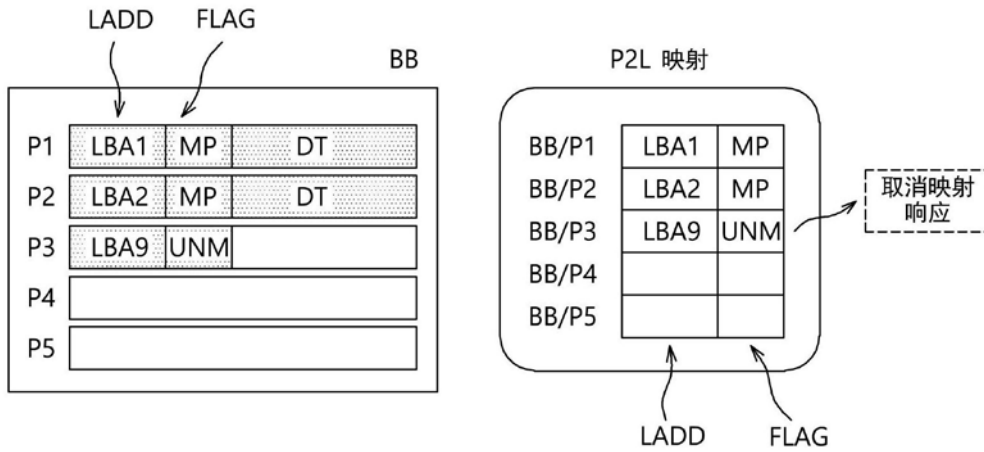 LADD FLAG
BB
P1 LBA1 MP DT
P2 LBA2 MP DT
P3 LBA9 UNM
P4
P5
P2L 映射
BB/P1 LBA1 MP
BB/P2 LBA2 MP
BB/P3 LBA9 UNM
BB/P4
BB/P5
LADD FLAG
取消映射
响应